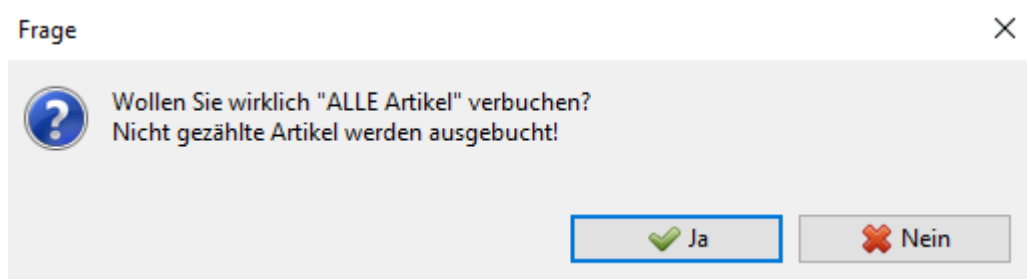 Frage
Wollen Sie wirklich "ALLE Artikel" verbuchen?
Nicht gezählte Artikel werden ausgebucht!
Ja
Nein